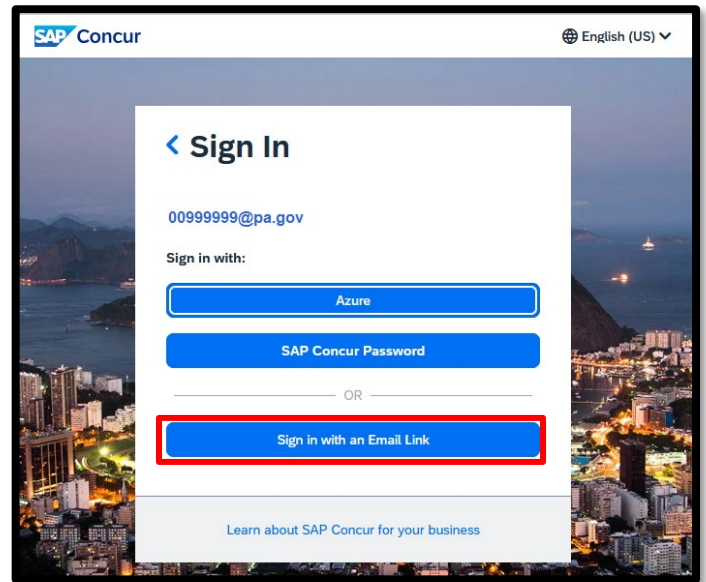 SAP Concur
English (US)
Sign In
00999999@pa.gov
Sign in with:
Azure
SAP Concur Password
OR
Sign in with an Email Link
Learn about SAP Concur for your business